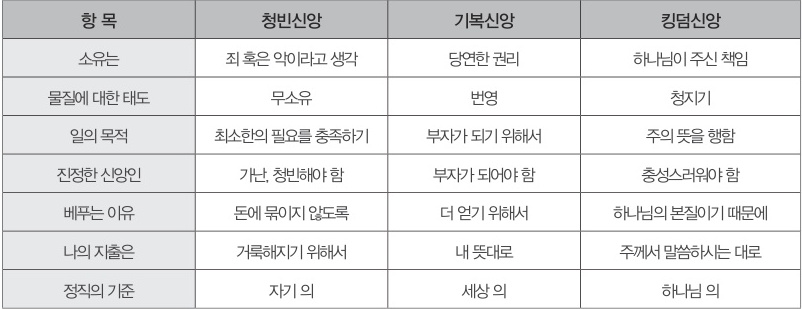 항 목 청빈신앙 기복신앙 킹덤신앙
소유는 죄 혹은 악이라고 생각 당연한 권리 하나님이 주신 책임
물질에 대한 태도 무소유 번영 청지기
일의 목적 최소한의 필요를 충족하기 부자가 되기 위해서 주의 뜻을 행함
진정한 신앙인 가난, 청빈해야 함 부자가 되어야 함 충성스러워야 함
베푸는 이유 돈에 묶이지 않도록 더 얻기 위해서 하나님의 본질이기 때문에
나의 지출은 거룩해지기 위해서 내 뜻대로 주께서 말씀하시는 대로
정직의 기준 자기 의 세상 의 하나님 의